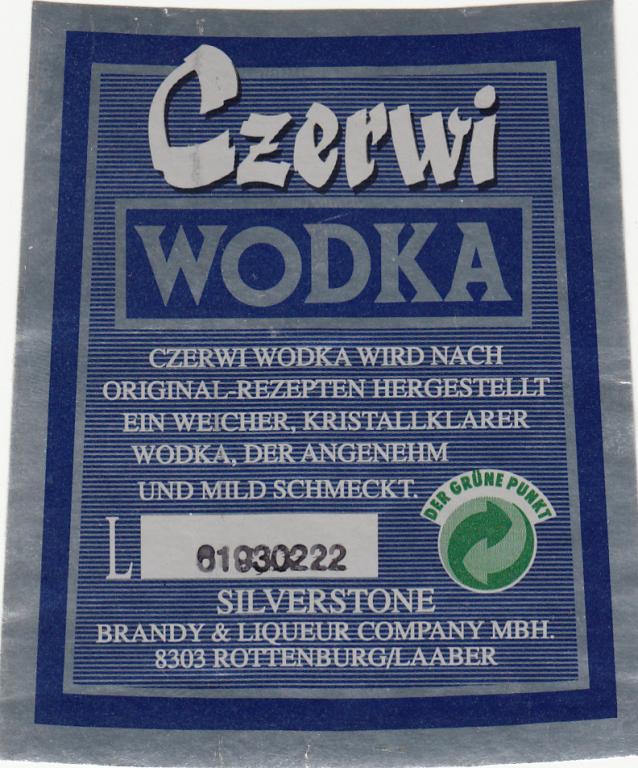 Czerwi
WODKA
CZERWI WODKA WIRD NACH
ORIGINAL-REZEPTEN HERGESTELLT
EIN WEICHER, KRISTALLKLARER
WODKA, DER ANGENEHM
UND MILD SCHMECKT.
DER GRÜNE PUNKT
L 61930222
SILVERSTONE
BRANDY & LIQUEUR COMPANY MBH.
8303 ROTTENBURG/LAABER